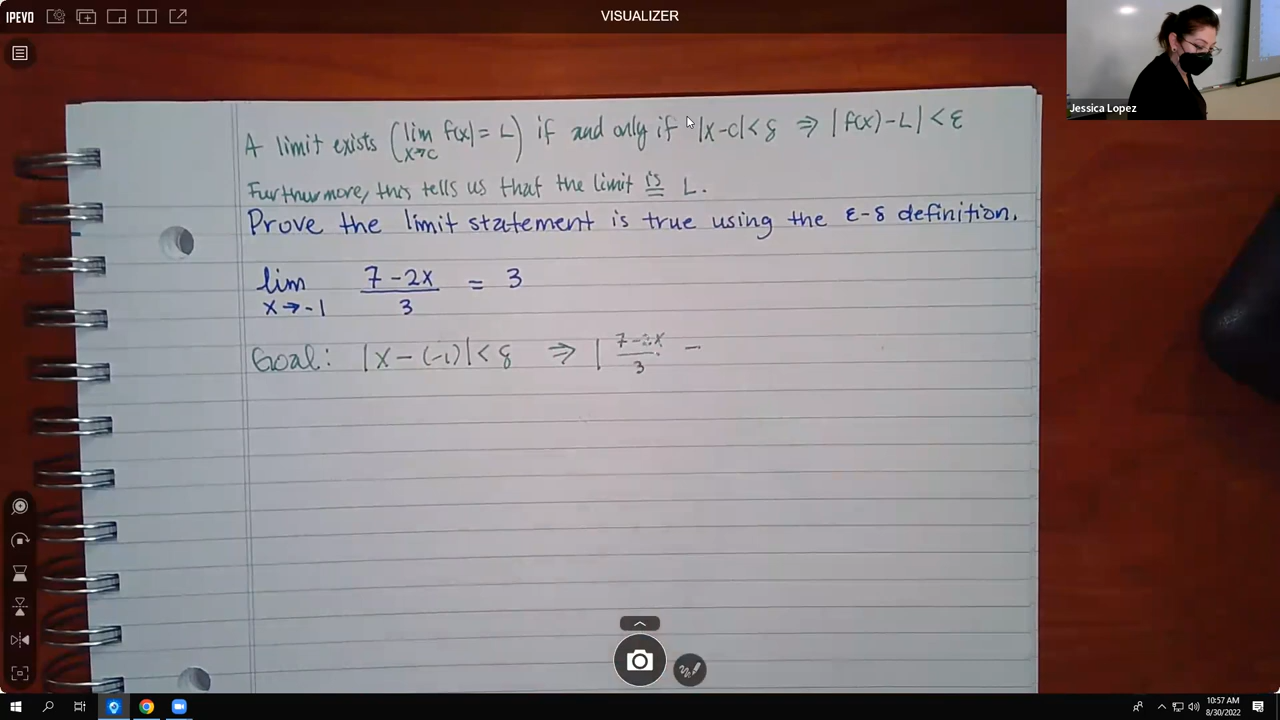 IPEVO
VISUALIZER
Jessica Lopez
A limit exists (lim x→c f(x) = L) if and only if |x-c| < δ ⇒ |f(x)-L| < ε
Furthermore, this tells us that the limit is L.
Prove the limit statement is true using the ε-δ definition.
lim x→-1 7-2x/3 = 3
Goal: |x-(-1)| < δ ⇒ | 7-2x/3 -
10:57 AM
8/30/2022